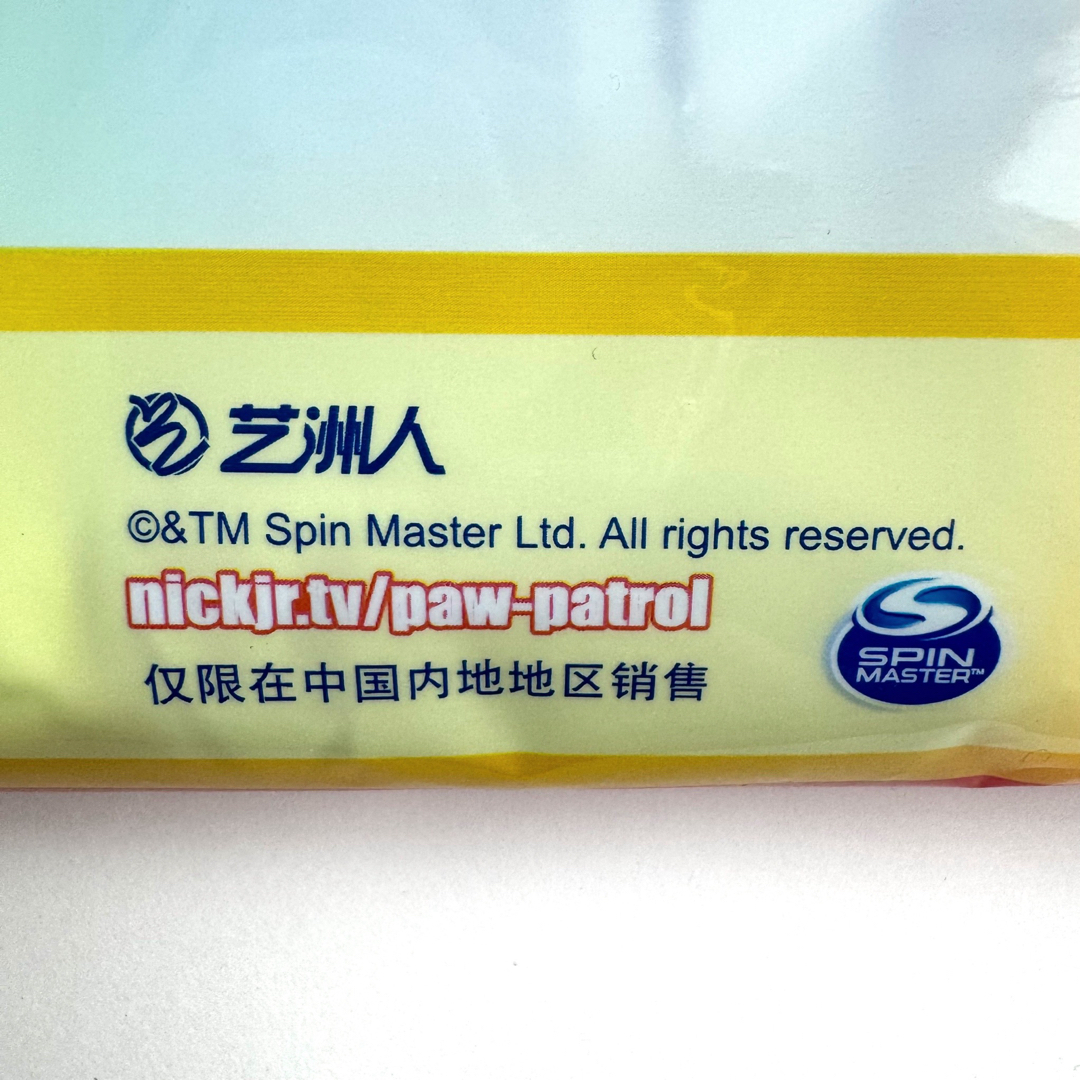 艺洲人
©&TM Spin Master Ltd. All rights reserved.
nickjr.tv/paw-patrol
仅限在中国内地地区销售
SPIN
MASTER™